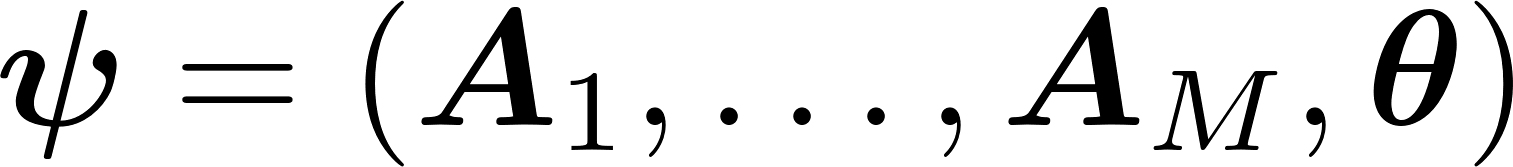 ψ = (A₁, . . . , A_M, θ)